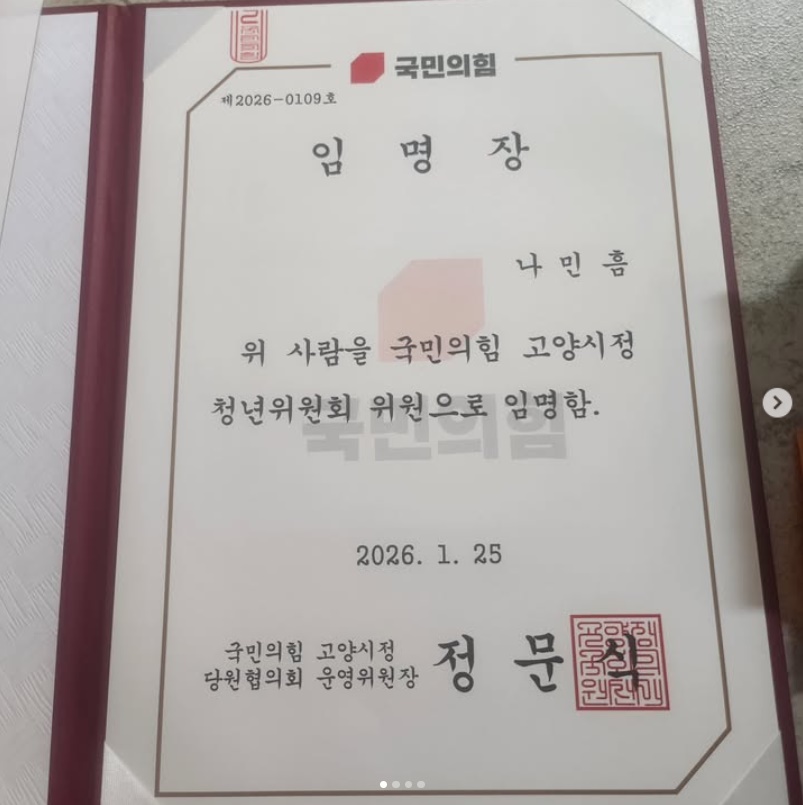 국민의힘
제2026-0109호
임 명 장
나 민 흠
위 사람을 국민의힘 고양시정
청년위원회 위원으로 임명함.
국민의힘
2026. 1. 25
국민의힘 고양시정
당원협의회 운영위원장 정 문 식